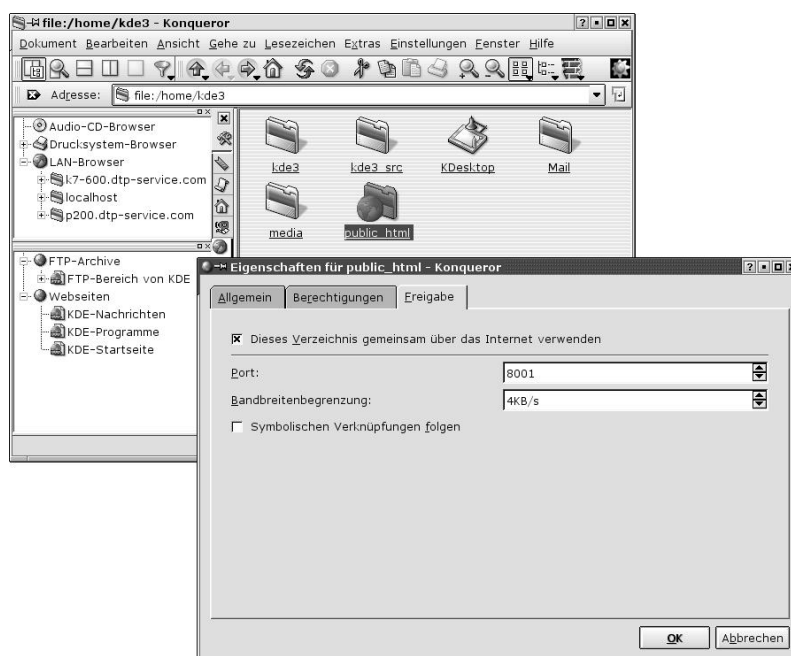 file:/home/kde3 - Konqueror
Dokument Bearbeiten Ansicht Gehe zu Lesezeichen Extras Einstellungen Fenster Hilfe
Adresse: file:/home/kde3
Audio-CD-Browser
Drucksystem-Browser
LAN-Browser
k7-600.dtp-service.com
localhost
p200.dtp-service.com
kde3 kde3_src KDesktop Mail
media public_html
FTP-Archive
FTP-Bereich von KDE
Webseiten
KDE-Nachrichten
KDE-Programme
KDE-Startseite
Eigenschaften für public_html - Konqueror
Allgemein Berechtigungen Freigabe
Dieses Verzeichnis gemeinsam über das Internet verwenden
Port: 8001
Bandbreitenbegrenzung: 4KB/s
Symbolischen Verknüpfungen folgen
OK Abbrechen